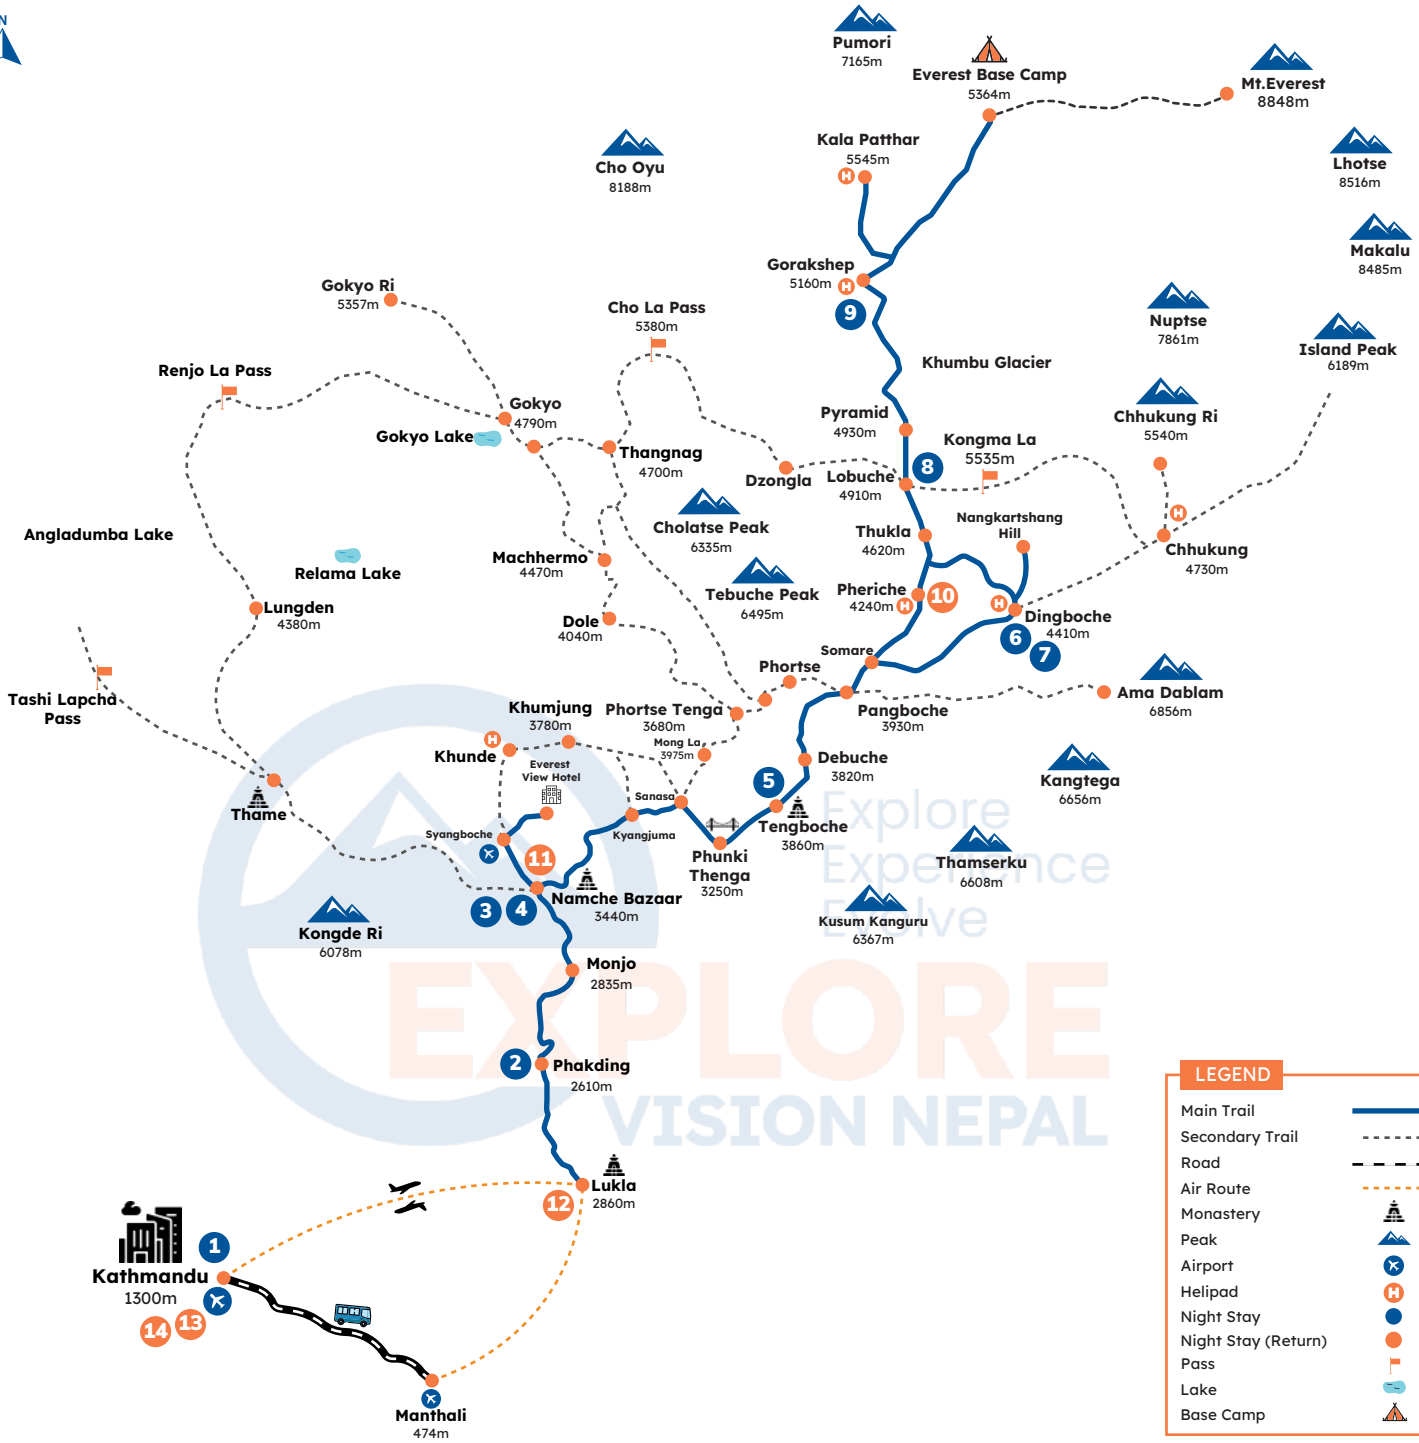 N
Pumori
7165m
Everest Base Camp
5364m
Mt.Everest
8848m
Kala Patthar
5545m
H
Cho Oyu
8188m
Lhotse
8516m
Makalu
8485m
Gorakshep
5160m
H
9
Gokyo Ri
5357m
Cho La Pass
5380m
Nuptse
7861m
Island Peak
6189m
Khumbu Glacier
Renjo La Pass
Chhukung Ri
5540m
Gokyo
4790m
Gokyo Lake
Pyramid
4930m
Kongma La
5535m
Thangnag
4700m
Dzongla
Lobuche
4910m
8
Cholatse Peak
6335m
Nangkartshang
Hill
H
Angladumba Lake
Thukla
4620m
Chhukung
4730m
Machhermo
4470m
Relama Lake
Tebuche Peak
6495m
Pheriche
4240m
H
10
H
Dingboche
4410m
6
7
Lungden
4380m
Dole
4040m
Somare
Phortse
Tashi Lapcha
Pass
Ama Dablam
6856m
Khumjung
3780m
Phortse Tenga
3680m
Pangboche
3930m
Mong La
3975m
H
Khunde
Everest
View Hotel
Debuche
3820m
Kangtega
6656m
5
Sanasa
Thame
Tengboche
3860m
Explore
Experience
Evolve
Syangboche
Kyangjuma
Phunki
Thenga
3250m
Thamserku
6608m
11
Namche Bazaar
3440m
3
4
Kusum Kanguru
6367m
Kongde Ri
6078m
Monjo
2835m
EXPLORE
VISION NEPAL
2
Phakding
2610m
Lukla
2860m
12
1
Kathmandu
1300m
14
13
Manthali
474m
LEGEND
Main Trail
Secondary Trail
Road
Air Route
Monastery
Peak
Airport
Helipad
H
Night Stay
Night Stay (Return)
Pass
Lake
Base Camp